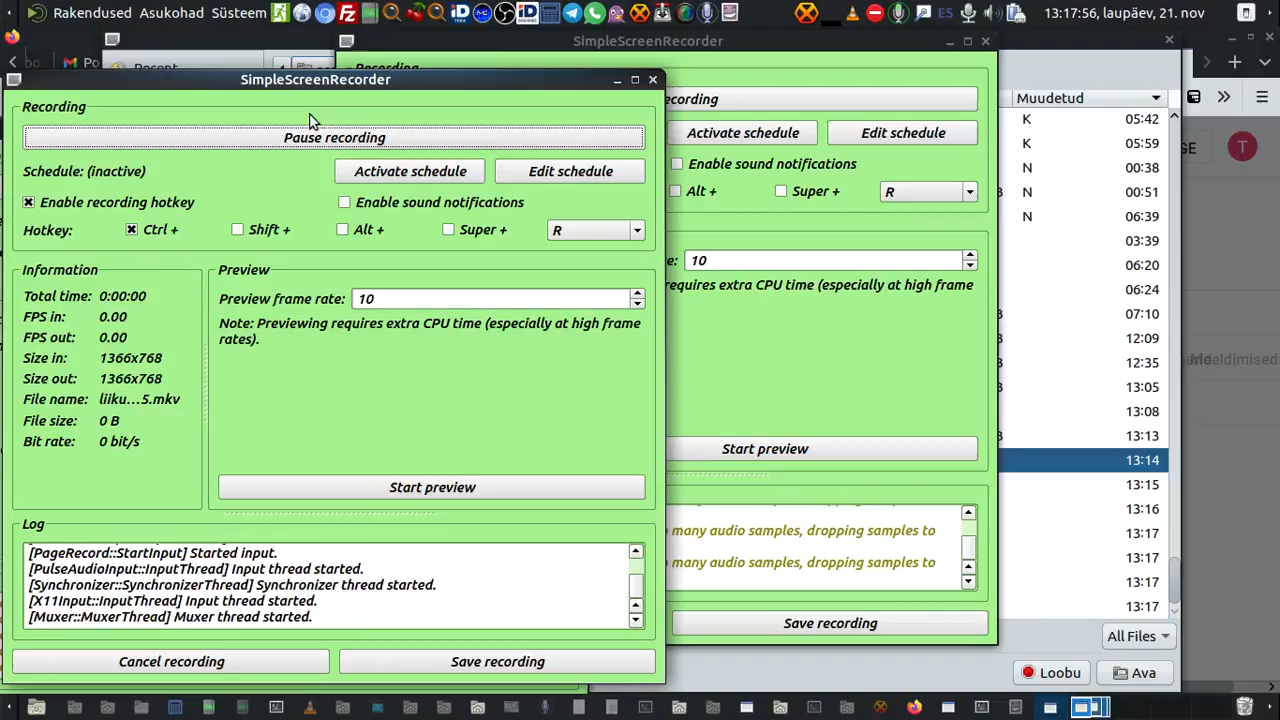 Rakendused Asukohad Süsteem
ES
13:17:56, laupäev, 21. nov
SimpleScreenRecorder
Recent
Recording
recording
Activate schedule
Edit schedule
Enable sound notifications
Alt +
Super +
R
10
requires extra CPU time (especially at high frame
Start preview
many audio samples, dropping samples to
many audio samples, dropping samples to
Save recording
SimpleScreenRecorder
Recording
Pause recording
Schedule: (inactive)
Activate schedule
Edit schedule
Enable recording hotkey
Enable sound notifications
Hotkey:
Ctrl +
Shift +
Alt +
Super +
R
Information
Total time: 0:00:00
FPS in: 0.00
FPS out: 0.00
Size in: 1366x768
Size out: 1366x768
File name: liiku...5.mkv
File size: 0 B
Bit rate: 0 bit/s
Preview
Preview frame rate: 10
Note: Previewing requires extra CPU time (especially at high frame
rates).
Start preview
Log
[PageRecord::StartInput] Started input.
[PulseAudioInput::InputThread] Input thread started.
[Synchronizer::SynchronizerThread] Synchronizer thread started.
[X11Input::InputThread] Input thread started.
[Muxer::MuxerThread] Muxer thread started.
Cancel recording
Save recording
Muudetud
K 05:42
K 05:59
N 00:38
N 00:51
N 06:39
03:39
06:20
06:24
07:10
12:09
12:35
13:05
13:08
13:13
13:14
13:15
13:16
13:17
13:17
13:17
13:17
All Files
Loobu
Ava
T